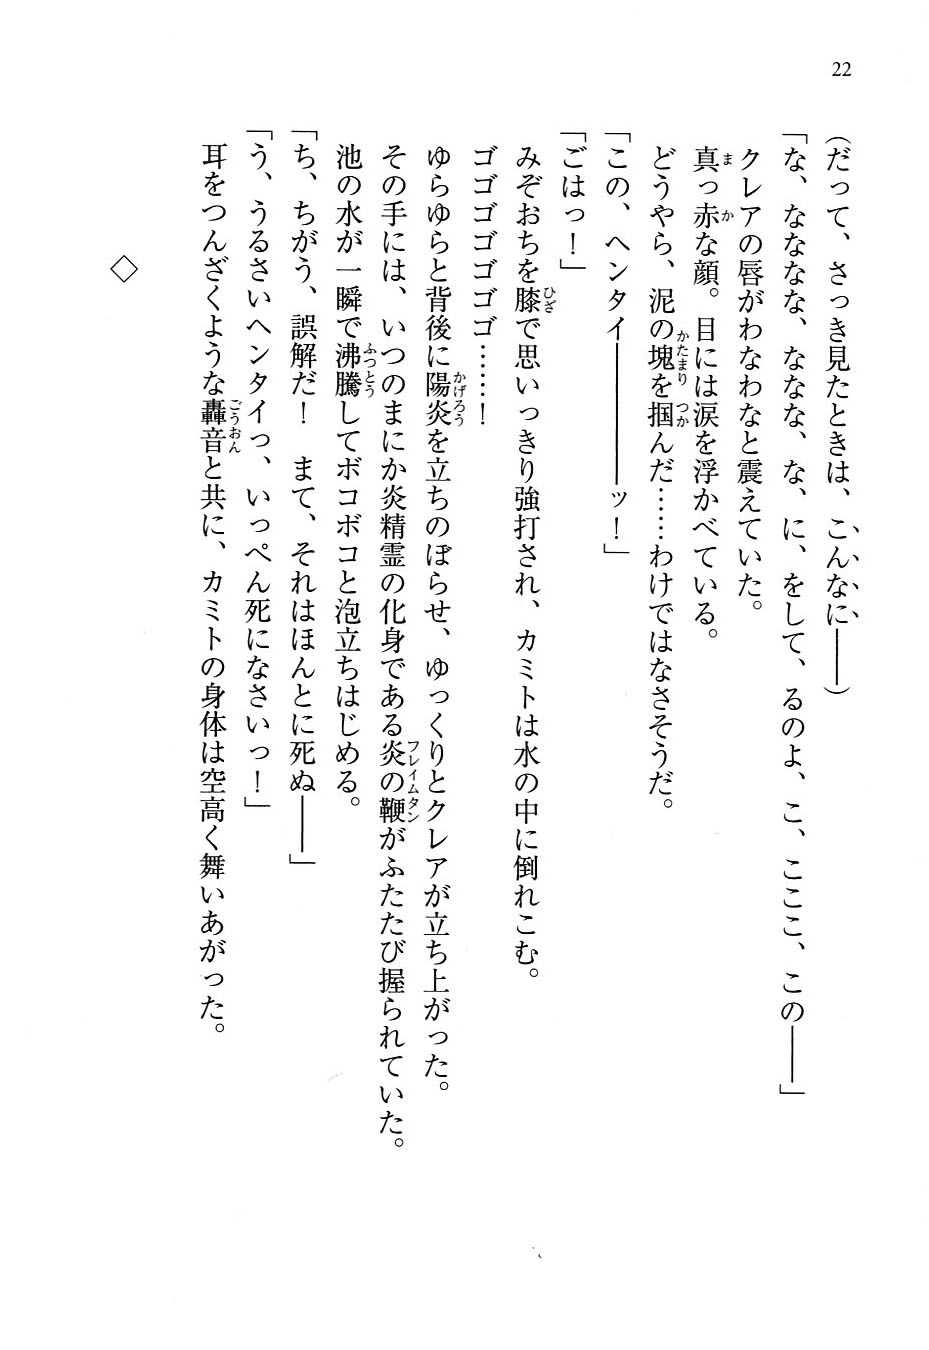 22
（だって、さっき見たときは、こんなに――）
「な、なななな、ななな、な、に、をして、るのよ、こ、こここ、この――」
クレアの唇がわなわなと震えていた。
真っ赤な顔。目には涙を浮かべている。
どうやら、泥の塊を掴んだ……わけではなさそうだ。
「この、ヘンタイ―――――ッ！」
「ごはっ！」
みぞおちを膝で思いっきり強打され、カミトは水の中に倒れこむ。
ゴゴゴゴゴゴゴ……！
ゆらゆらと背後に陽炎を立ちのぼらせ、ゆっくりとクレアが立ち上がった。
その手には、いつのまにか炎精霊の化身である炎の鞭がふたたび握られていた。
池の水が一瞬で沸騰してボコボコと泡立ちはじめる。
「ち、ちがう、誤解だ！　まて、それはほんとに死ぬ――」
「う、うるさいヘンタイっ、いっぺん死になさいっ！」
耳をつんざくような轟音と共に、カミトの身体は空高く舞いあがった。
◇